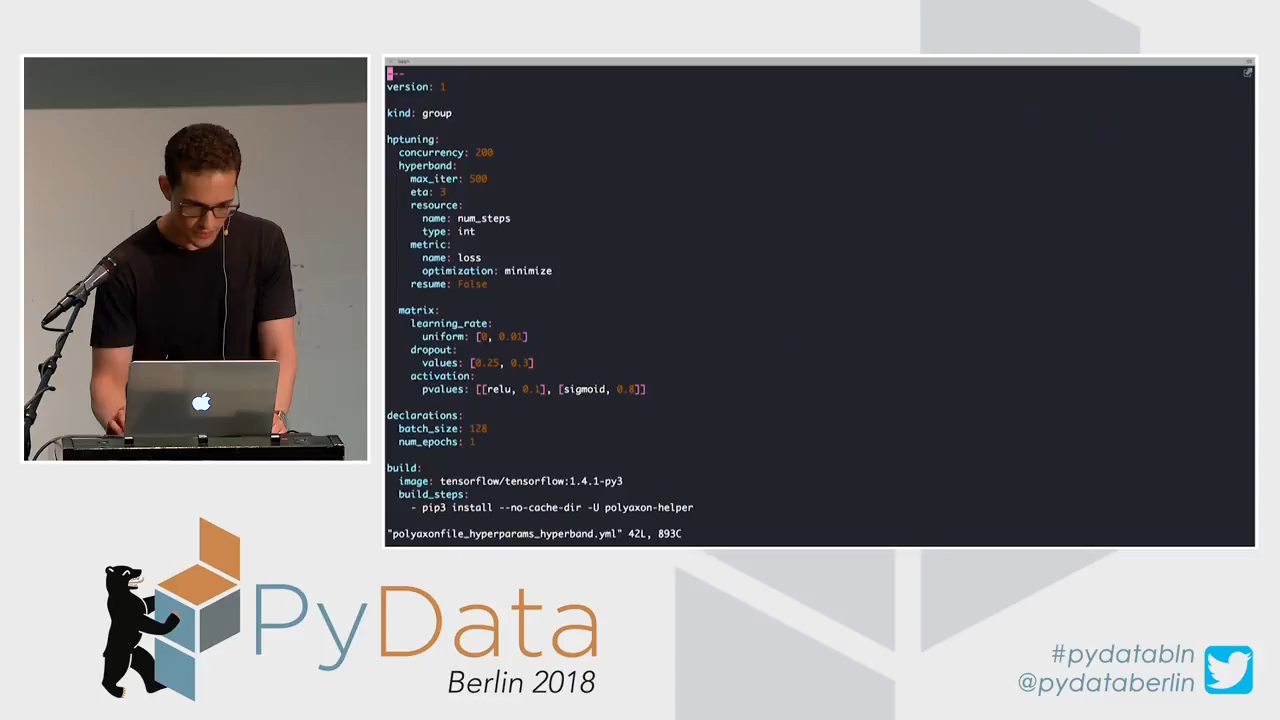 ---
version: 1
kind: group
hptuning:
concurrency: 200
hyperband:
max_iter: 500
eta: 3
resource:
name: num_steps
type: int
metric:
name: loss
optimization: minimize
resume: False
matrix:
learning_rate:
uniform: [0, 0.01]
dropout:
values: [0.25, 0.3]
activation:
pvalues: [[relu, 0.1], [sigmoid, 0.8]]
declarations:
batch_size: 128
num_epochs: 1
build:
image: tensorflow/tensorflow:1.4.1-py3
build_steps:
- pip3 install --no-cache-dir -U polyaxon-helper
"polyaxonfile_hyperparams_hyperband.yml" 42L, 893C
PyData
Berlin 2018
#pydatabln
@pydataberlin